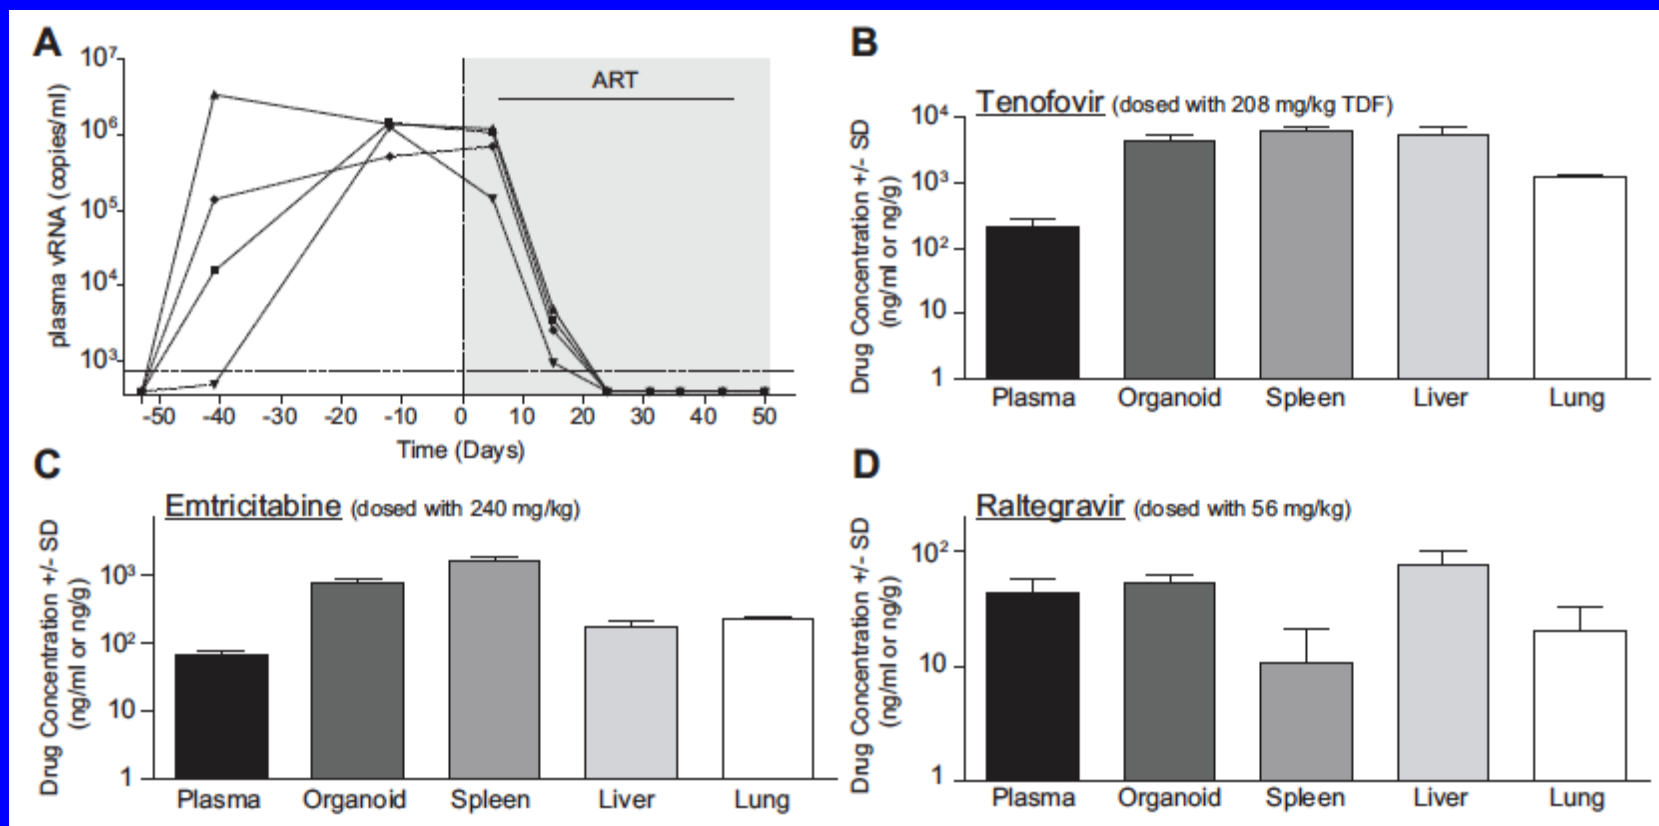 A
plasma vRNA (copies/ml)
10⁷
10⁶
10⁵
10⁴
10³
ART
-50 -40 -30 -20 -10 0 10 20 30 40 50
Time (Days)
B
Tenofovir (dosed with 208 mg/kg TDF)
Drug Concentration +/- SD
(ng/ml or ng/g)
10⁴
10³
10²
10
1
Plasma Organoid Spleen Liver Lung
C
Emtricitabine (dosed with 240 mg/kg)
Drug Concentration +/- SD
(ng/ml or ng/g)
10³
10²
10
1
Plasma Organoid Spleen Liver Lung
D
Raltegravir (dosed with 56 mg/kg)
Drug Concentration +/- SD
(ng/ml or ng/g)
10²
10
1
Plasma Organoid Spleen Liver Lung